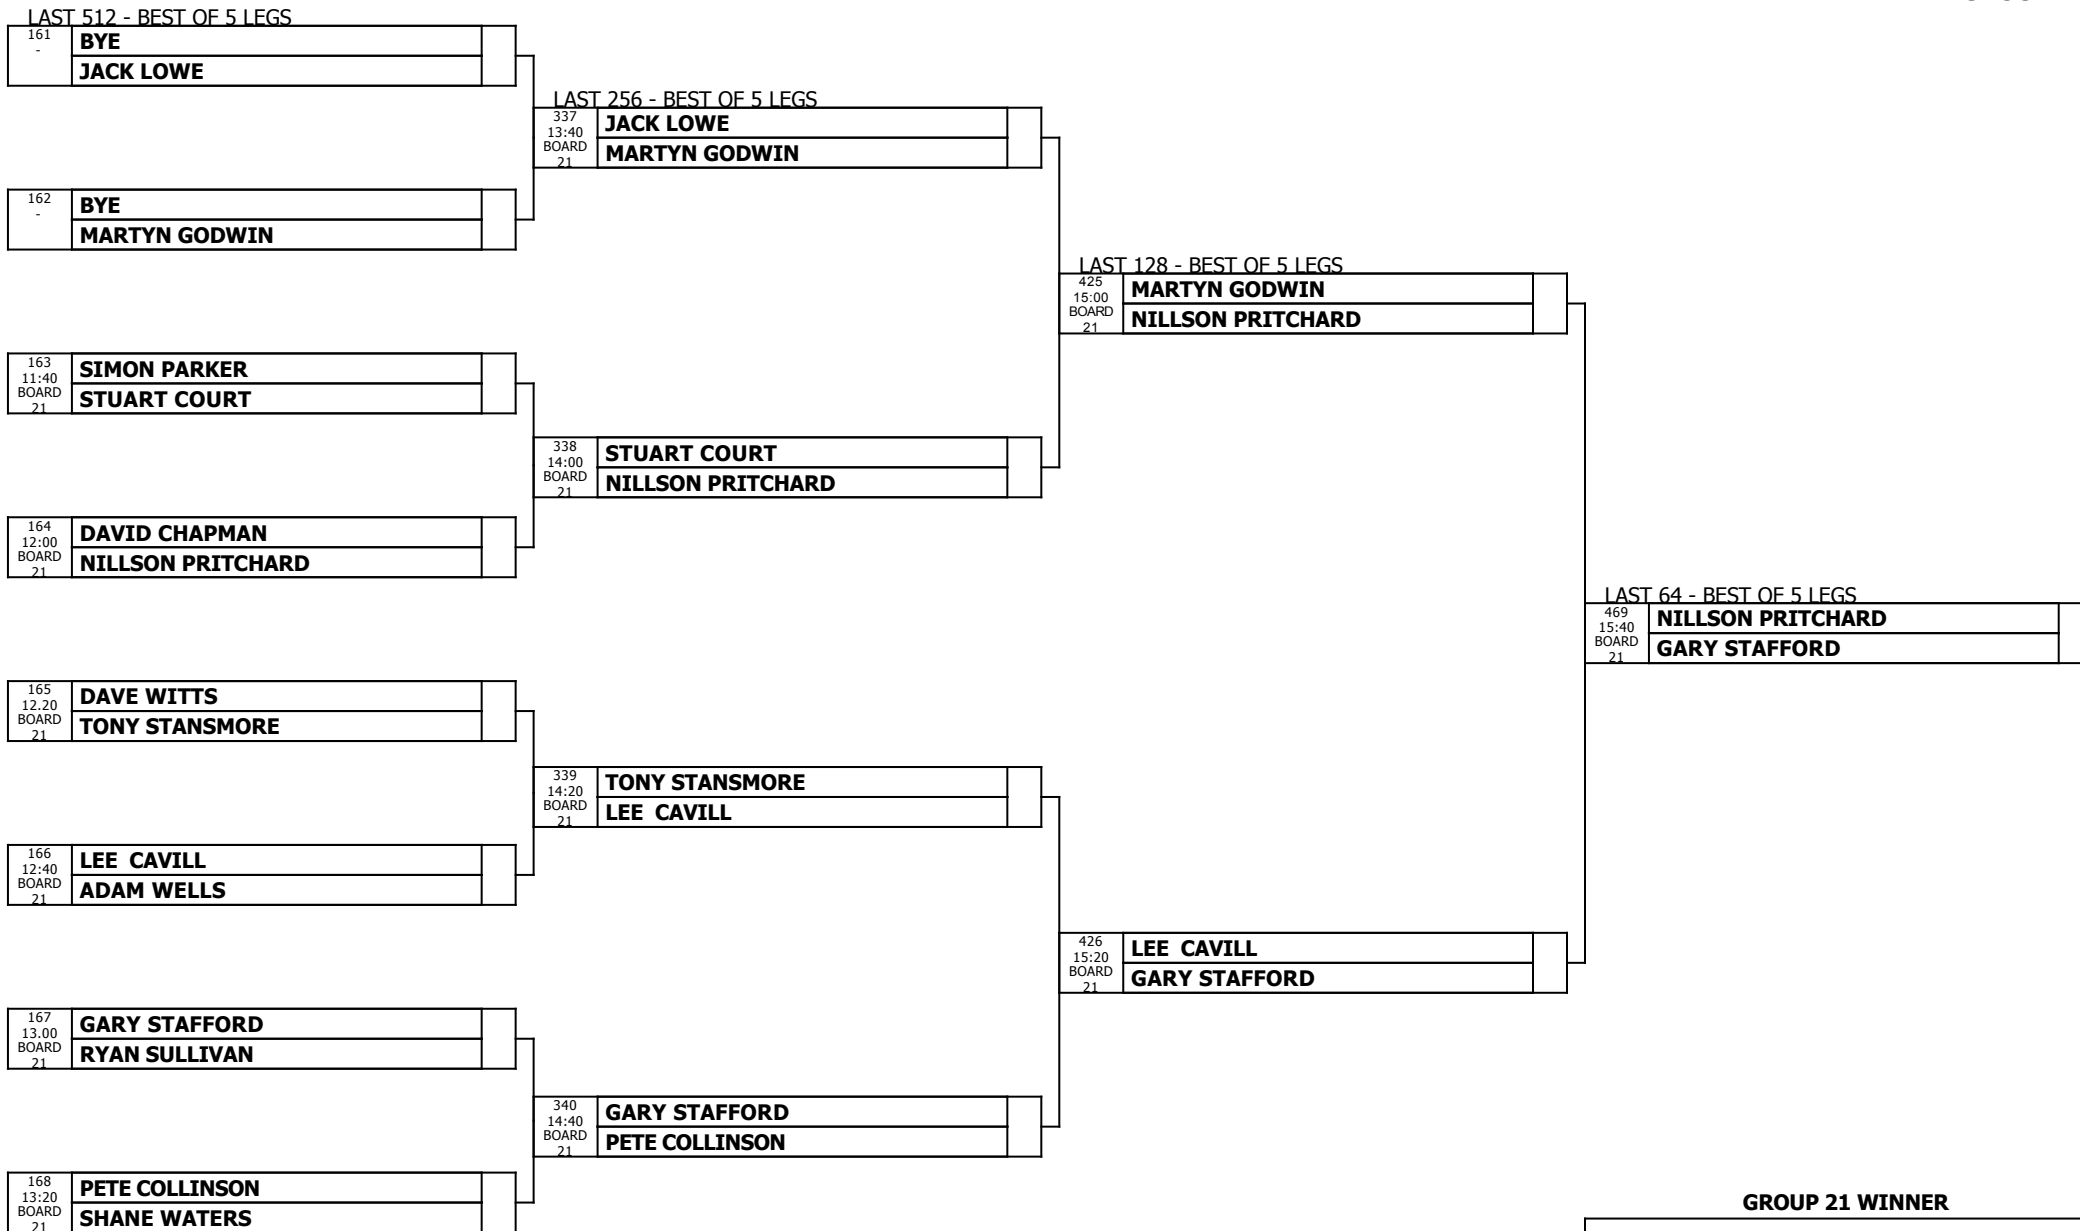 LAST 512 - BEST OF 5 LEGS
161
-
BYE
JACK LOWE
162
-
BYE
MARTYN GODWIN
163
11:40
BOARD
21
SIMON PARKER
STUART COURT
164
12:00
BOARD
21
DAVID CHAPMAN
NILLSON PRITCHARD
165
12.20
BOARD
21
DAVE WITTS
TONY STANSMORE
166
12:40
BOARD
21
LEE  CAVILL
ADAM WELLS
167
13.00
BOARD
21
GARY STAFFORD
RYAN SULLIVAN
168
13:20
BOARD
21
PETE COLLINSON
SHANE WATERS
LAST 256 - BEST OF 5 LEGS
337
13:40
BOARD
21
JACK LOWE
MARTYN GODWIN
338
14:00
BOARD
21
STUART COURT
NILLSON PRITCHARD
339
14:20
BOARD
21
TONY STANSMORE
LEE  CAVILL
340
14:40
BOARD
21
GARY STAFFORD
PETE COLLINSON
LAST 128 - BEST OF 5 LEGS
425
15:00
BOARD
21
MARTYN GODWIN
NILLSON PRITCHARD
426
15:20
BOARD
21
LEE  CAVILL
GARY STAFFORD
LAST 64 - BEST OF 5 LEGS
469
15:40
BOARD
21
NILLSON PRITCHARD
GARY STAFFORD
GROUP 21 WINNER